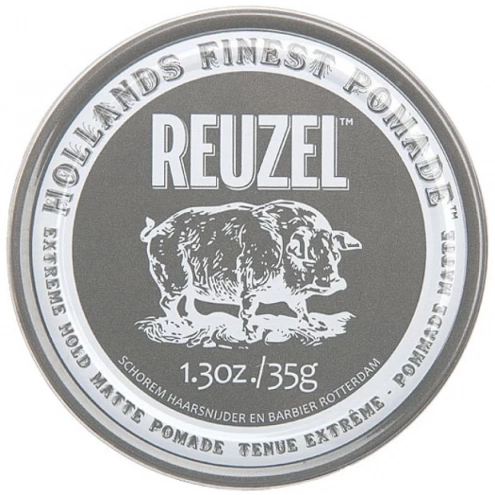 HOLLANDS FINEST POMADE™
REUZEL™
1.3oz./35g
SCHOREM HAARSNIJDER EN BARBIER ROTTERDAM
EXTREME HOLD MATTE POMADE TENUE EXTRÊME - POMMADE MATTE